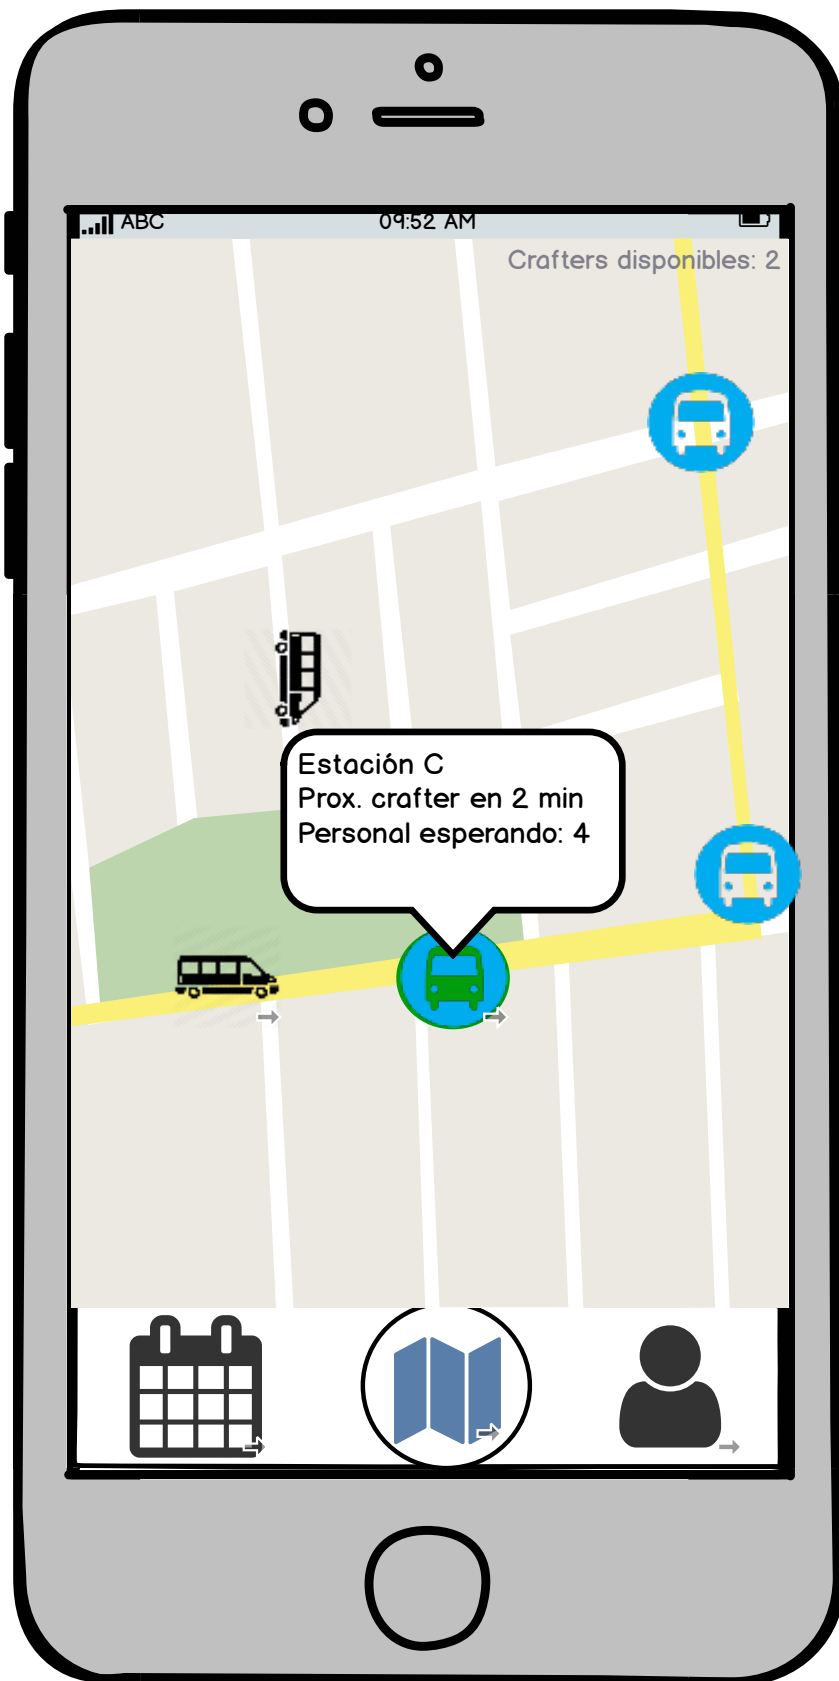 ABC 09:52 AM
Crafters disponibles: 2
Estación C
Prox. crafter en 2 min
Personal esperando: 4